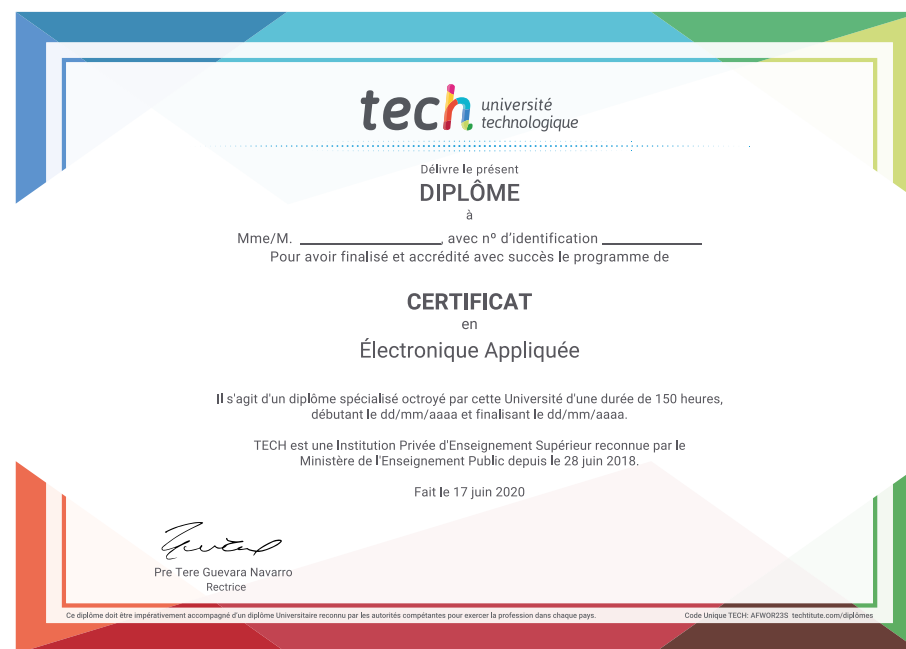 tech université
technologique
Délivre le présent
DIPLÔME
à
Mme/M. ____________________, avec nº d'identification ______________
Pour avoir finalisé et accrédité avec succès le programme de
CERTIFICAT
en
Électronique Appliquée
Il s'agit d'un diplôme spécialisé octroyé par cette Université d'une durée de 150 heures,
débutant le dd/mm/aaaa et finalisant le dd/mm/aaaa.
TECH est une Institution Privée d'Enseignement Supérieur reconnue par le
Ministère de l'Enseignement Public depuis le 28 juin 2018.
Fait le 17 juin 2020
Pre Tere Guevara Navarro
Rectrice
Ce diplôme doit être impérativement accompagné d'un diplôme Universitaire reconnu par les autorités compétantes pour exercer la profession dans chaque pays.
Code Unique TECH: AFWOR23S techtitute.com/diplômes